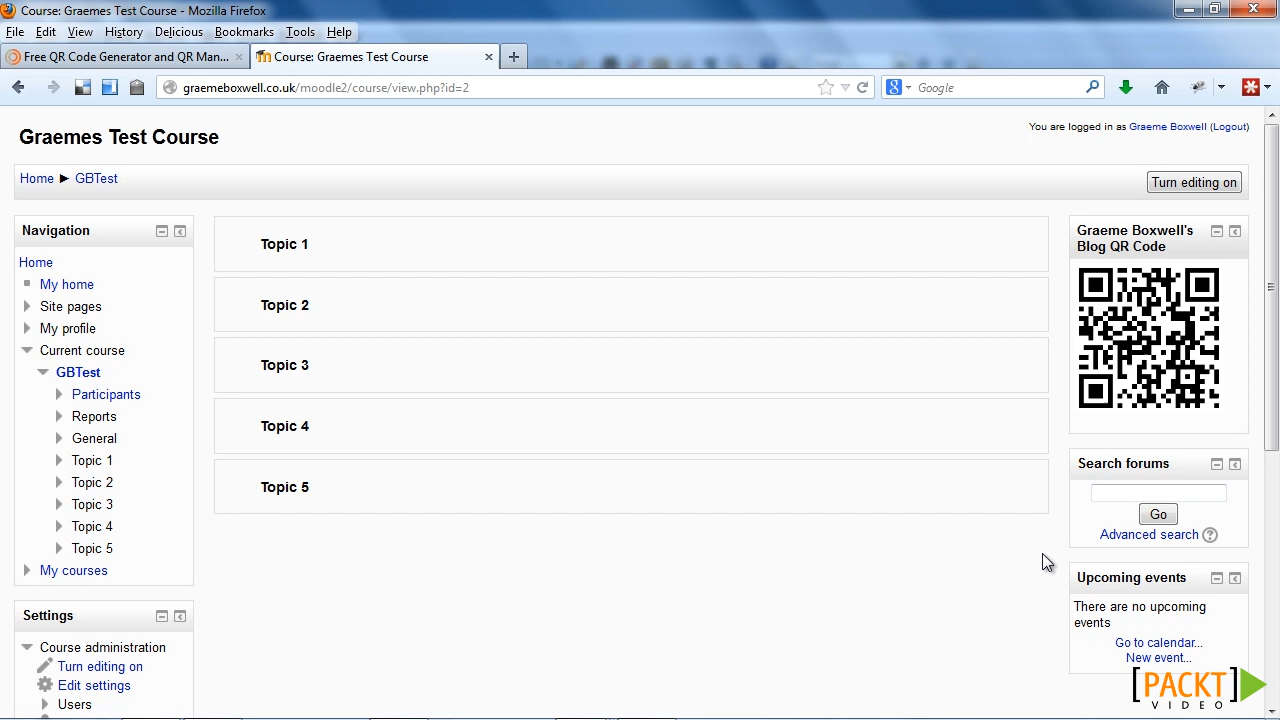 Course: Graemes Test Course - Mozilla Firefox
File Edit View History Delicious Bookmarks Tools Help
Free QR Code Generator and QR Man... × Course: Graemes Test Course × +
graemeboxwell.co.uk/moodle2/course/view.php?id=2 Google
Graemes Test Course
You are logged in as Graeme Boxwell (Logout)
Home ► GBTest
Turn editing on
Navigation
Home
My home
Site pages
My profile
Current course
GBTest
Participants
Reports
General
Topic 1
Topic 2
Topic 3
Topic 4
Topic 5
My courses
Settings
Course administration
Turn editing on
Edit settings
Users
Topic 1
Topic 2
Topic 3
Topic 4
Topic 5
Graeme Boxwell's
Blog QR Code
Search forums
Go
Advanced search ?
Upcoming events
There are no upcoming
events
Go to calendar...
New event...
[PACKT]
VIDEO